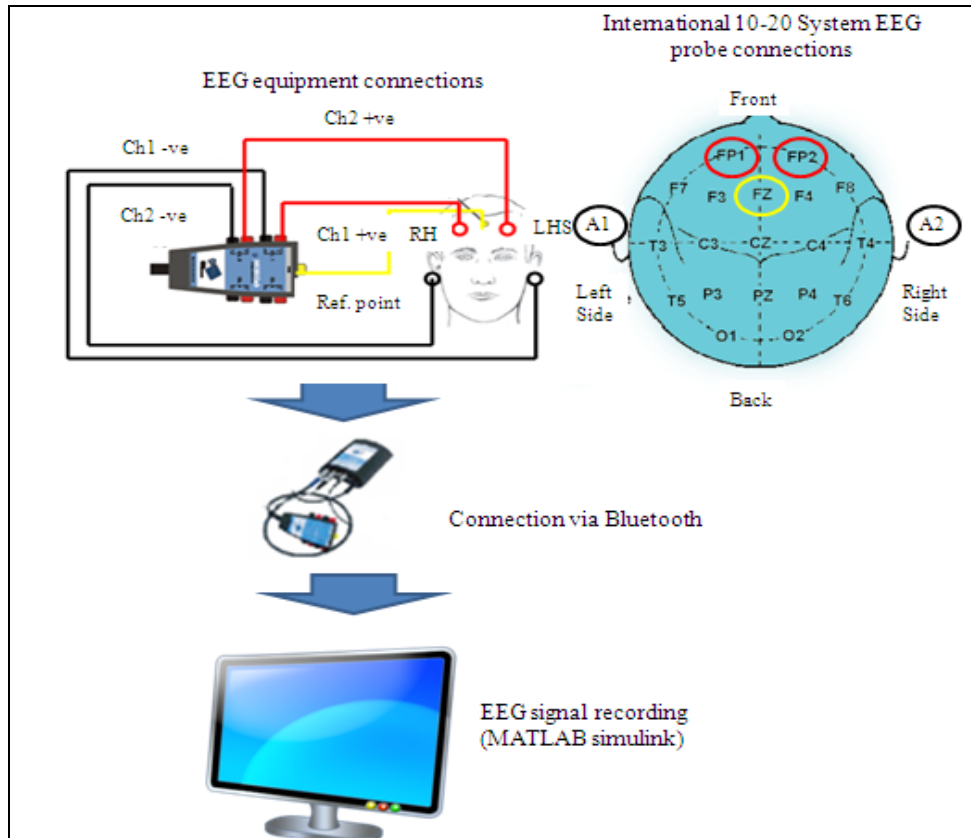 International 10-20 System EEG
probe connections
EEG equipment connections
Ch2 +ve
Ch1 -ve
Ch2 -ve
Ch1 +ve
RH
LHS
Ref. point
Front
FP1
FP2
F7
F3
FZ
F4
F8
A1
A2
T3
C3
CZ
C4
T4
Left
Side
Right
Side
T5
P3
PZ
P4
T6
O1
O2
Back
Connection via Bluetooth
EEG signal recording
(MATLAB simulink)